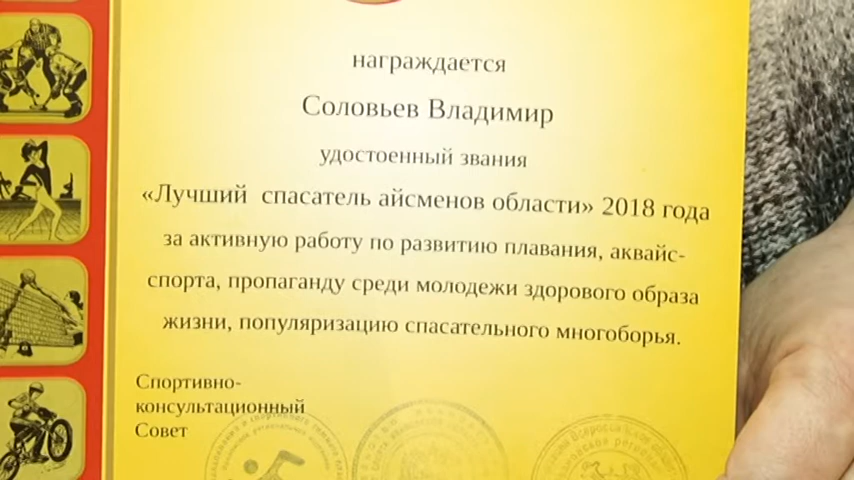 награждается
Соловьев Владимир
удостоенный звания
«Лучший спасатель айсменов области» 2018 года
за активную работу по развитию плавания, аквайс-
спорта, пропаганду среди молодежи здорового образа
жизни, популяризацию спасательного многоборья.
Спортивно-
консультационный
Совет